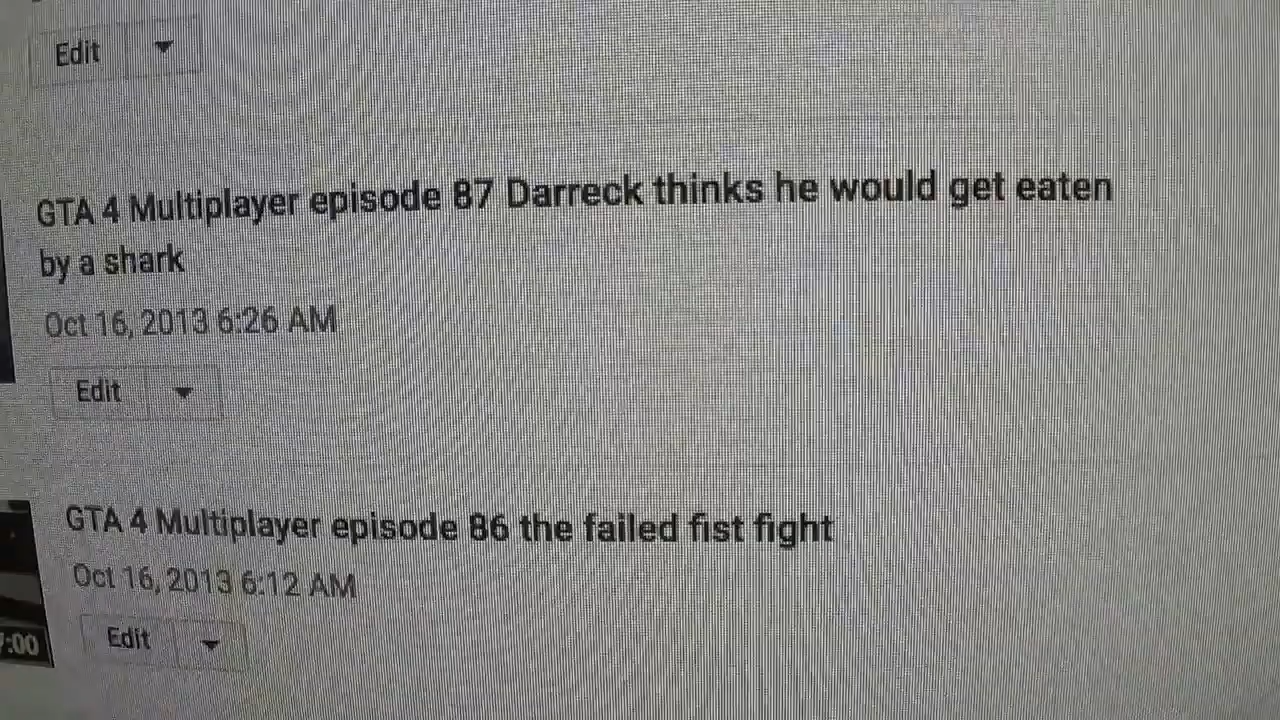 Edit
GTA 4 Multiplayer episode 87 Darreck thinks he would get eaten
by a shark
Oct 16, 2013 6:26 AM
Edit
GTA 4 Multiplayer episode 86 the failed fist fight
Oct 16, 2013 6:12 AM
:00
Edit